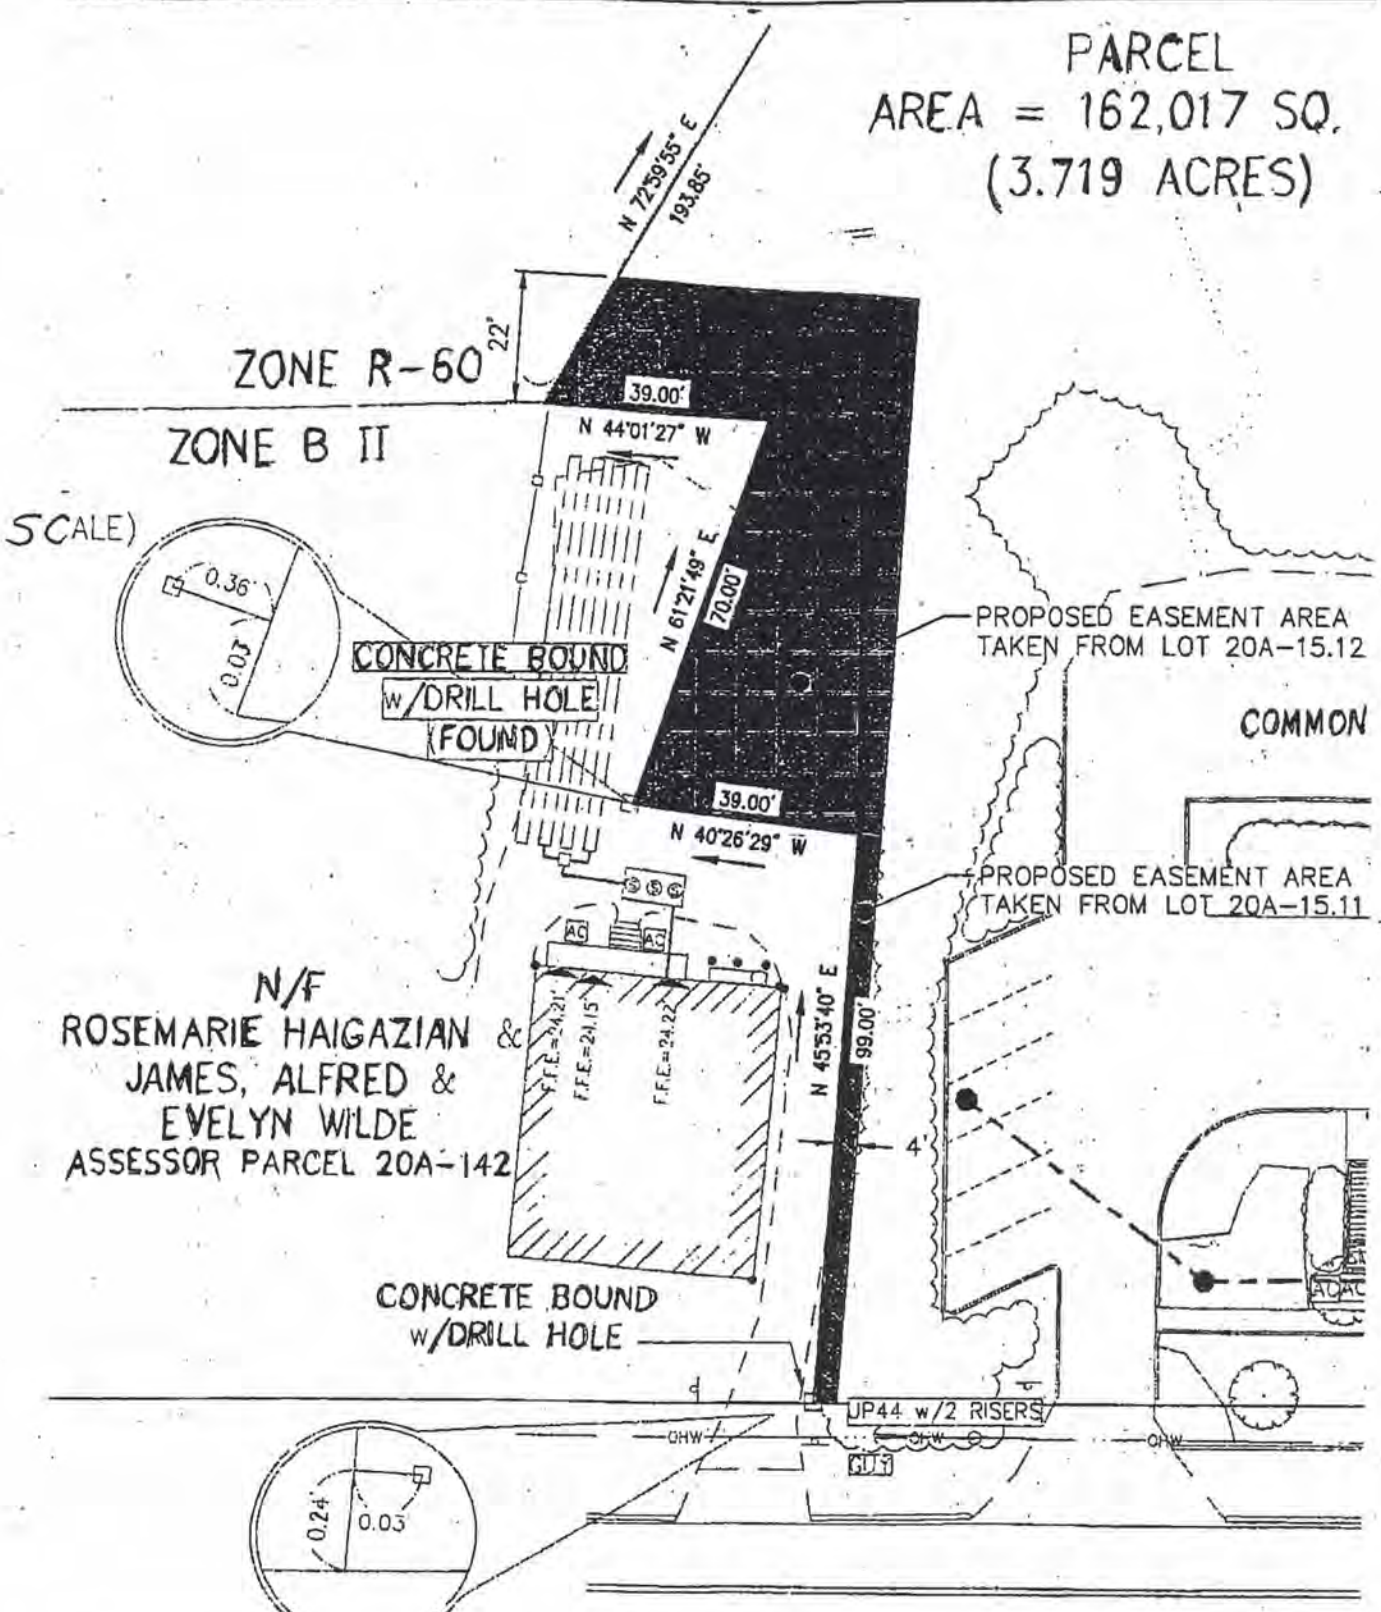 PARCEL
AREA = 162,017 SQ.
(3.719 ACRES)
N 72°59'55" E
193.85'
22'
ZONE R-60
39.00'
N 44°01'27" W
ZONE B II
SCALE)
0.36'
0.03'
N 61°21'49" E
70.00'
CONCRETE BOUND
W/DRILL HOLE
(FOUND)
PROPOSED EASEMENT AREA
TAKEN FROM LOT 20A-15.12
COMMON
39.00'
N 40°26'29" W
PROPOSED EASEMENT AREA
TAKEN FROM LOT 20A-15.11
S S S
AC
AC
N/F
ROSEMARIE HAIGAZIAN &
JAMES, ALFRED &
EVELYN WILDE
ASSESSOR PARCEL 20A-142
F.F.E.=24.21'
F.F.E.=24.15'
F.F.E.=24.22'
N 45°53'40" E
99.00'
4'
AC AC
CONCRETE BOUND
W/DRILL HOLE
UP44 w/2 RISERS
OHW
OHW
OHW
GUY
0.24'
0.03'